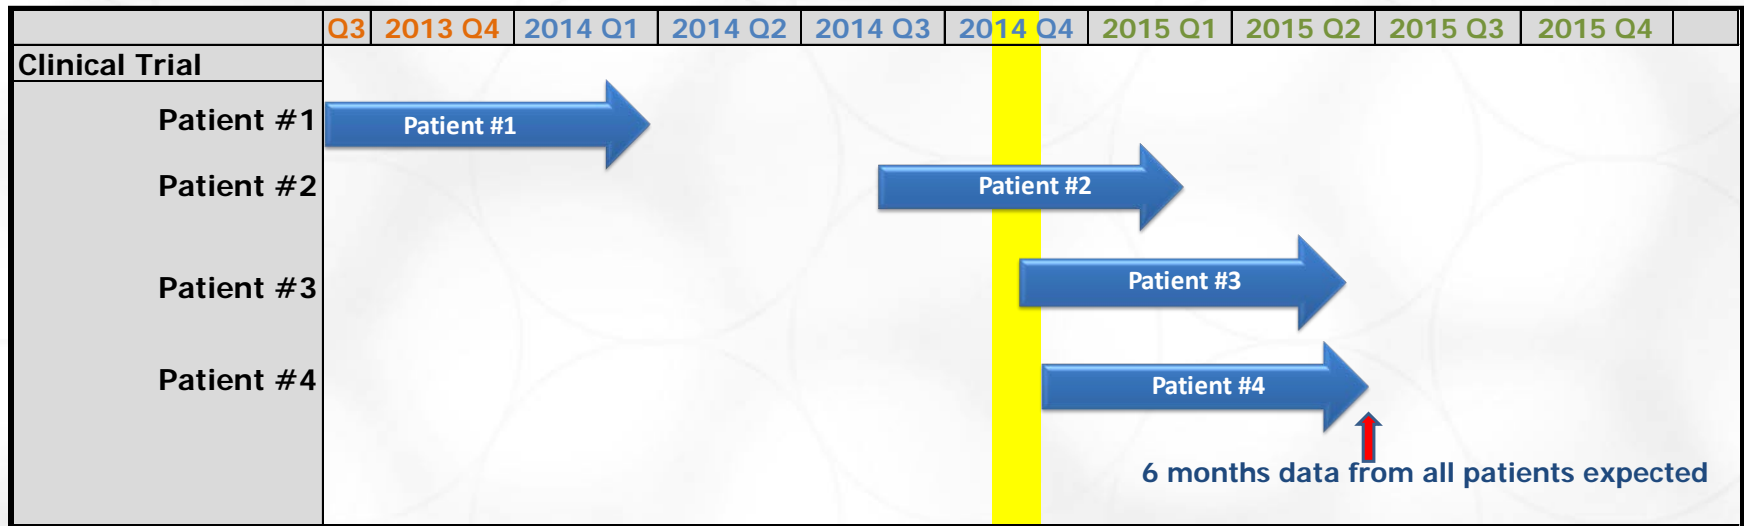 Q3 2013 Q4 2014 Q1 2014 Q2 2014 Q3 2014 Q4 2015 Q1 2015 Q2 2015 Q3 2015 Q4
Clinical Trial
Patient #1 Patient #1
Patient #2 Patient #2
Patient #3 Patient #3
Patient #4 Patient #4
6 months data from all patients expected